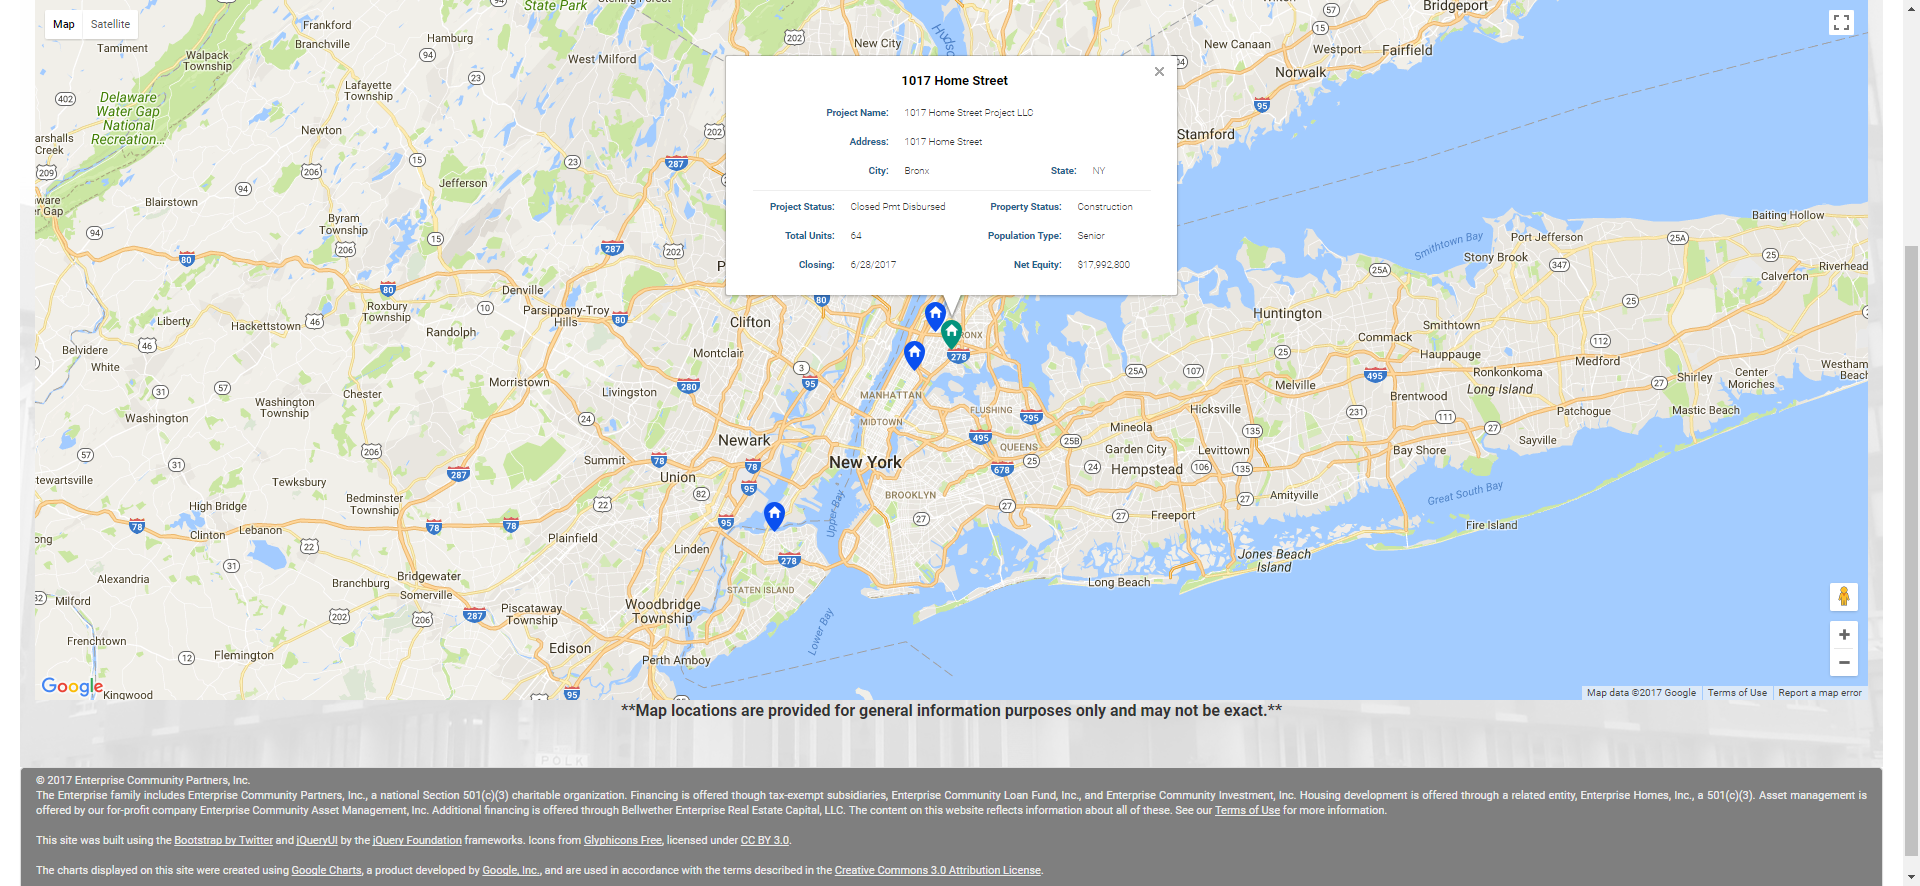 Map Satellite
State Park
Bridgeport
Frankford
Tamiment
Branchville
Hamburg
New City
New Canaan
Westport
Fairfield
Walpack
Township
West Milford
Norwalk
Lafayette
Township
Delaware
Water Gap
National
Recreation...
Newton
Stamford
Jefferson
Blairstown
Byram
Township
1017 Home Street
Project Name: 1017 Home Street Project LLC
Address: 1017 Home Street
City: Bronx State: NY
Project Status: Closed Pmt Disbursed Property Status: Construction
Total Units: 64 Population Type: Senior
Closing: 6/28/2017 Net Equity: $17,992,800
Baiting Hollow
Smithtown Bay
Port Jefferson
Stony Brook
Riverhead
Calverton
Denville
Roxbury
Township
Parsippany-Troy
Hills
Liberty
Hackettstown
Randolph
Clifton
Huntington
Smithtown
Commack
Belvidere
White
Montclair
Hauppauge
Medford
Ronkonkoma
Long Island
Morristown
Livingston
Chester
Washington
Township
Washington
MANHATTAN
MIDTOWN
FLUSHING
Melville
Brentwood
Shirley
Center
Moriches
Hicksville
Patchogue
Mastic Beach
Newark
New York
QUEENS
Mineola
Garden City
Levittown
Hempstead
Bay Shore
Sayville
Summit
Union
Tewksbury
Bedminster
Township
High Bridge
BROOKLYN
Upper Bay
Amityville
Freeport
Great South Bay
Fire Island
Clinton
Lebanon
Plainfield
Linden
Jones Beach
Island
Long Beach
Alexandria
Milford
Branchburg
Bridgewater
Somerville
STATEN ISLAND
Woodbridge
Township
Piscataway
Township
Lower Bay
Frenchtown
Flemington
Edison
Perth Amboy
Google
Kingwood
Map data ©2017 Google Terms of Use Report a map error
**Map locations are provided for general information purposes only and may not be exact.**
POLK
© 2017 Enterprise Community Partners, Inc.
The Enterprise family includes Enterprise Community Partners, Inc., a national Section 501(c)(3) charitable organization. Financing is offered though tax-exempt subsidiaries, Enterprise Community Loan Fund, Inc., and Enterprise Community Investment, Inc. Housing development is offered through a related entity, Enterprise Homes, Inc., a 501(c)(3). Asset management is
offered by our for-profit company Enterprise Community Asset Management, Inc. Additional financing is offered through Bellwether Enterprise Real Estate Capital, LLC. The content on this website reflects information about all of these. See our Terms of Use for more information.
This site was built using the Bootstrap by Twitter and jQueryUI by the jQuery Foundation frameworks. Icons from Glyphicons Free, licensed under CC BY 3.0.
The charts displayed on this site were created using Google Charts, a product developed by Google, Inc., and are used in accordance with the terms described in the Creative Commons 3.0 Attribution License.